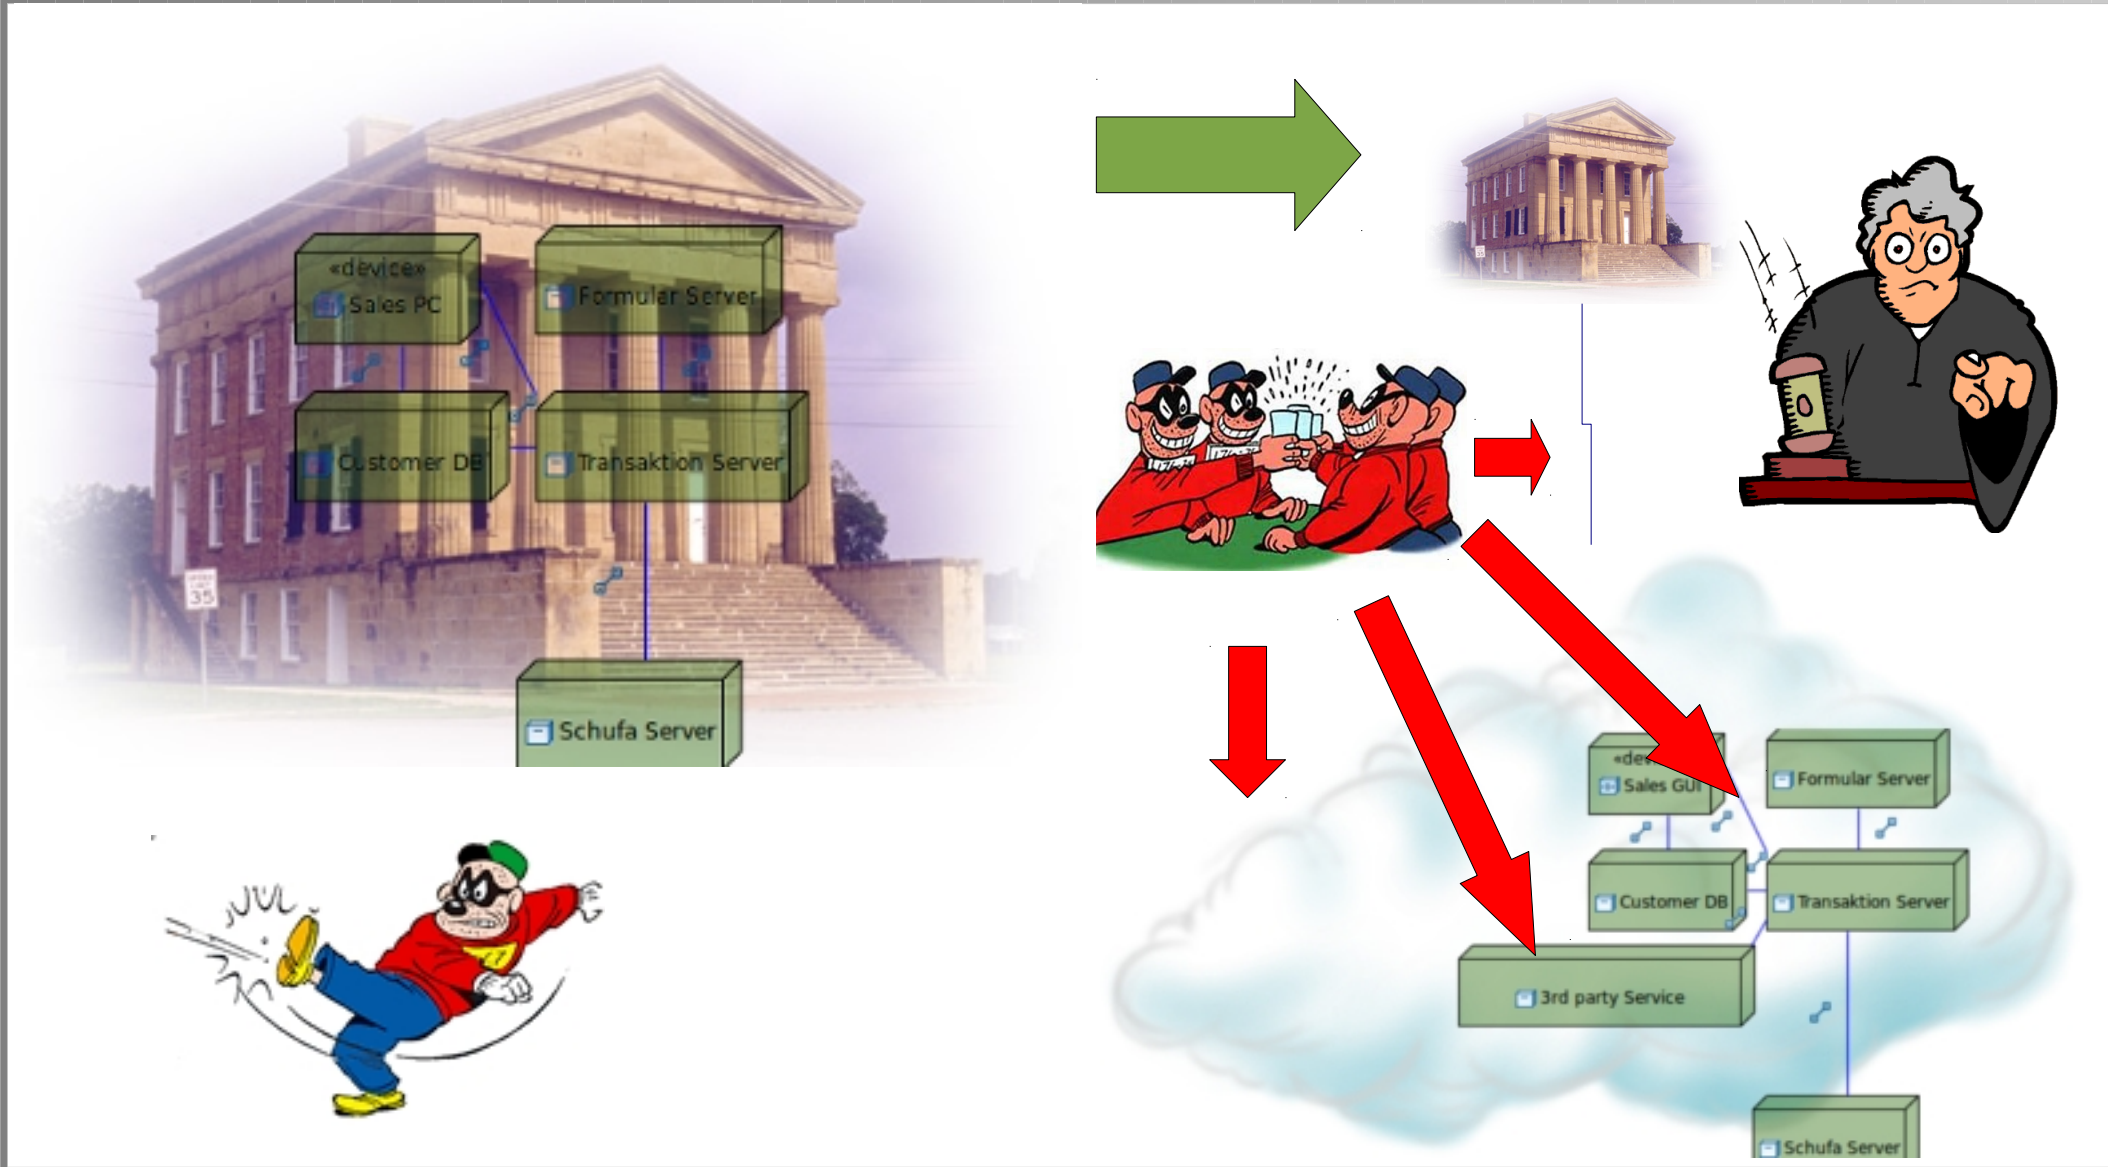 «device»
Sales PC
Formular Server
Customer DB
Transaktion Server
35
Schufa Server
Sales GUI
Formular Server
Customer DB
Transaktion Server
3rd party Service
Schufa Server